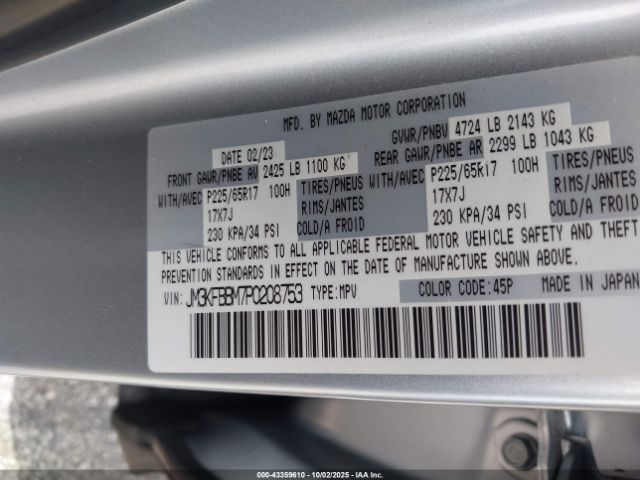 MFD. BY MAZDA MOTOR CORPORATION
DATE 02/23
GVWR/PNBV 4724 LB 2143 KG
FRONT GAWR/PNBE AV 2425 LB 1100 KG
REAR GAWR/PNBE AR 2299 LB 1043 KG
WITH/AVEC P225/65R17 100H TIRES/PNEUS
17X7J RIMS/JANTES
230 KPA/34 PSI COLD/A FROID
WITH/AVEC P225/65R17 100H TIRES/PNEUS
17X7J RIMS/JANTES
230 KPA/34 PSI COLD/A FROID
THIS VEHICLE CONFORMS TO ALL APPLICABLE FEDERAL MOTOR VEHICLE SAFETY AND THEFT
PREVENTION STANDARDS IN EFFECT ON THE DATE OF MANUFACTURE SHOWN ABOVE.
VIN: JM3KFBBM7P0208753 TYPE:MPV COLOR CODE:45P MADE IN JAPAN
000-43359610 - 10/02/2025 - IAA Inc.